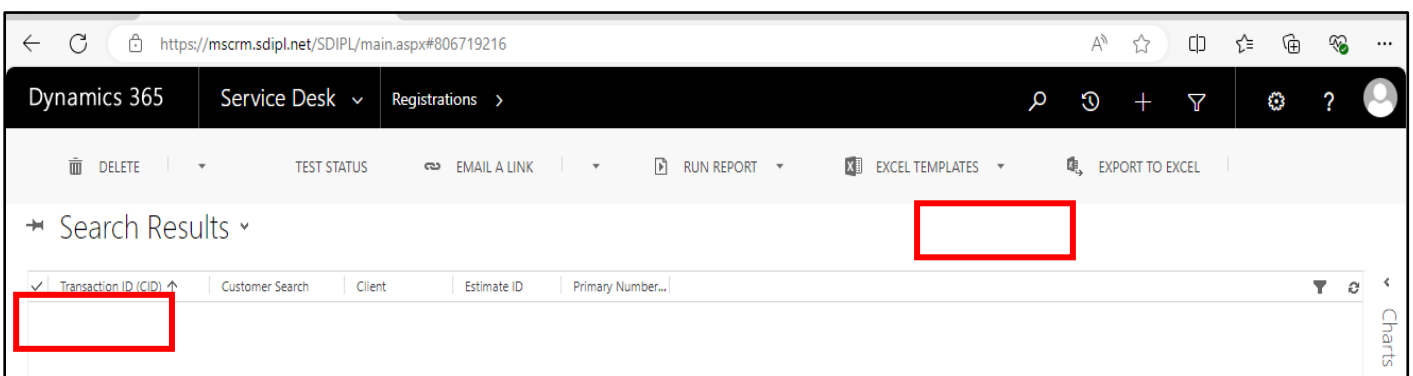 https://mscrm.sdipl.net/SDIPL/main.aspx#806719216
Dynamics 365 Service Desk Registrations
DELETE TEST STATUS EMAIL A LINK RUN REPORT EXCEL TEMPLATES EXPORT TO EXCEL
Search Results
Transaction ID (CID) Customer Search Client Estimate ID Primary Number...
Charts